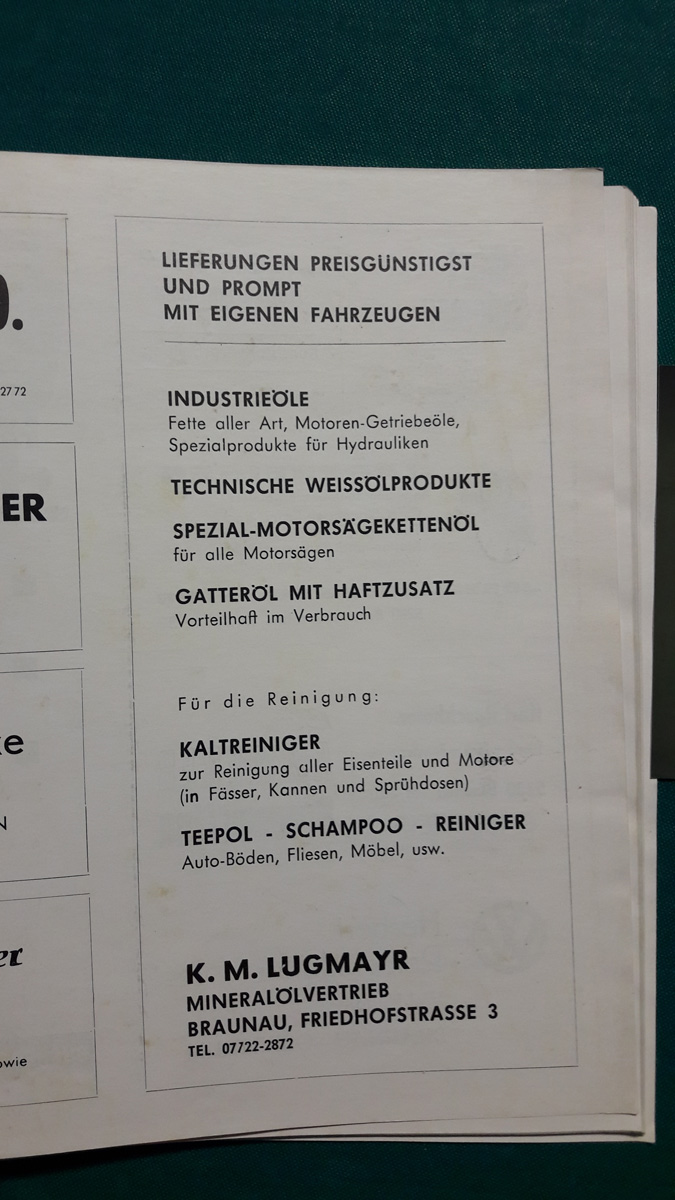 ).
2772
ER
ke
N
er
owie
LIEFERUNGEN PREISGÜNSTIGST
UND PROMPT
MIT EIGENEN FAHRZEUGEN
INDUSTRIEÖLE
Fette aller Art, Motoren-Getriebeöle,
Spezialprodukte für Hydrauliken
TECHNISCHE WEISSÖLPRODUKTE
SPEZIAL-MOTORSÄGEKETTENÖL
für alle Motorsägen
GATTERÖL MIT HAFTZUSATZ
Vorteilhaft im Verbrauch
Für die Reinigung:
KALTREINIGER
zur Reinigung aller Eisenteile und Motore
(in Fässer, Kannen und Sprühdosen)
TEEPOL - SCHAMPOO - REINIGER
Auto-Böden, Fliesen, Möbel, usw.
K. M. LUGMAYR
MINERALÖLVERTRIEB
BRAUNAU, FRIEDHOFSTRASSE 3
TEL. 07722-2872